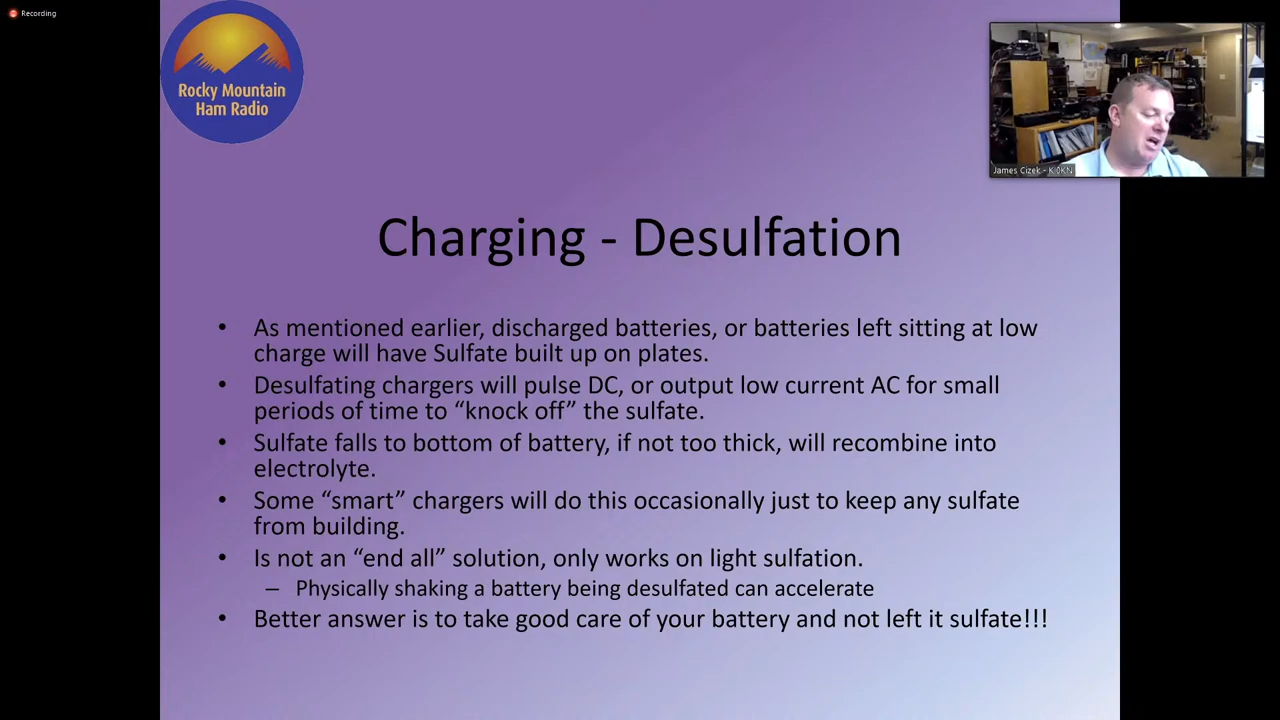 Recording
Rocky Mountain
Ham Radio
James Cizek - KI0KN
Charging - Desulfation
• As mentioned earlier, discharged batteries, or batteries left sitting at low
charge will have Sulfate built up on plates.
• Desulfating chargers will pulse DC, or output low current AC for small
periods of time to “knock off” the sulfate.
• Sulfate falls to bottom of battery, if not too thick, will recombine into
electrolyte.
• Some “smart” chargers will do this occasionally just to keep any sulfate
from building.
• Is not an “end all” solution, only works on light sulfation.
– Physically shaking a battery being desulfated can accelerate
• Better answer is to take good care of your battery and not left it sulfate!!!